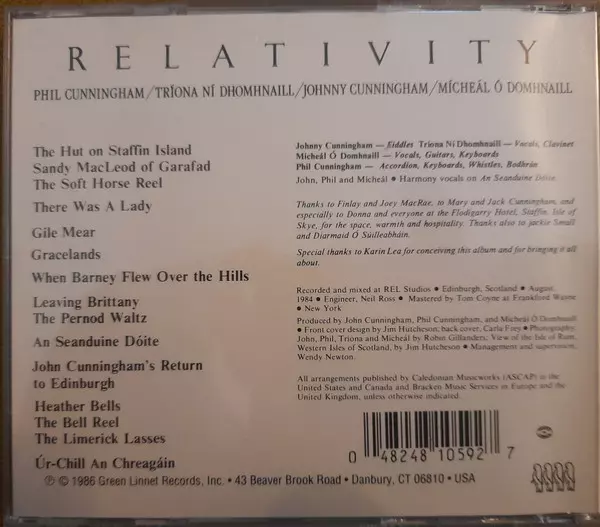 RELATIVITY
PHIL CUNNINGHAM/TRÍONA NÍ DHOMHNAILL/JOHNNY CUNNINGHAM/MÍCHEÁL Ó DOMHNAILL
The Hut on Staffin Island
Sandy MacLeod of Garafad
The Soft Horse Reel
There Was A Lady
Gile Mear
Gracelands
When Barney Flew Over the Hills
Leaving Brittany
The Pernod Waltz
An Seanduine Dóite
John Cunningham's Return
to Edinburgh
Heather Bells
The Bell Reel
The Limerick Lasses
Úr-Chill An Chreagáin
Johnny Cunningham — Fiddles Tríona Ní Dhomhnaill — Vocals, Clavinet
Mícheál Ó Domhnaill — Vocals, Guitars, Keyboards
Phil Cunningham — Accordion, Keyboards, Whistles, Bodhrán
John, Phil and Mícheál • Harmony vocals on An Seanduine Dóite
Thanks to Finlay and Joey MacRae, to Mary and Jack Cunningham, and
especially to Donna and everyone at the Flodigarry Hotel, Staffin, Isle of
Skye, for the space, warmth and hospitality. Thanks also to Jackie Small
and Diarmaid Ó Súilleabháin.
Special thanks to Karin Lea for conceiving this album and for bringing it all
about.
Recorded and mixed at REL Studios • Edinburgh, Scotland • August,
1984 • Engineer, Neil Ross • Mastered by Tom Coyne at Frankford Wayne
• New York
Produced by John Cunningham, Phil Cunningham, and Mícheál Ó Domhnaill
• Front cover design by Jim Hutcheson; back cover, Carla Frey • Photography:
John, Phil, Tríona and Mícheál by Robin Gillanders; View of the Isle of Rum,
Western Isles of Scotland, by Jim Hutcheson • Management and supervision,
Wendy Newton.
All arrangements published by Caledonian Musicworks (ASCAP) in the
United States and Canada and Bracken Music Services in Europe and the
United Kingdom, unless otherwise indicated.
0 48248 10592 7
℗ © 1986 Green Linnet Records, Inc. • 43 Beaver Brook Road • Danbury, CT 06810 • USA